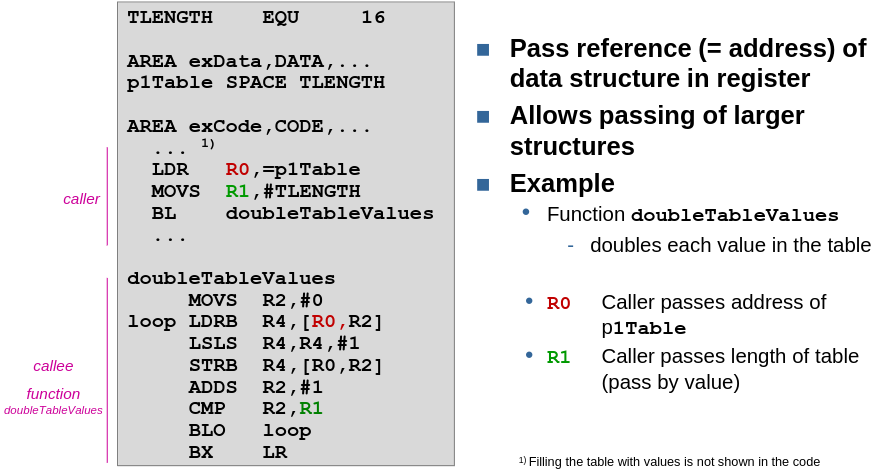 TLENGTH    EQU     16
AREA exData,DATA,...
p1Table SPACE TLENGTH
AREA exCode,CODE,...
... 1)
LDR   R0,=p1Table
MOVS  R1,#TLENGTH
BL    doubleTableValues
...
caller
doubleTableValues
MOVS  R2,#0
loop LDRB  R4,[R0,R2]
LSLS  R4,R4,#1
STRB  R4,[R0,R2]
ADDS  R2,#1
CMP   R2,R1
BLO   loop
BX    LR
callee
function
doubleTableValues
■ Pass reference (= address) of
data structure in register
■ Allows passing of larger
structures
■ Example
• Function doubleTableValues
- doubles each value in the table
• R0 Caller passes address of
p1Table
• R1 Caller passes length of table
(pass by value)
1) Filling the table with values is not shown in the code